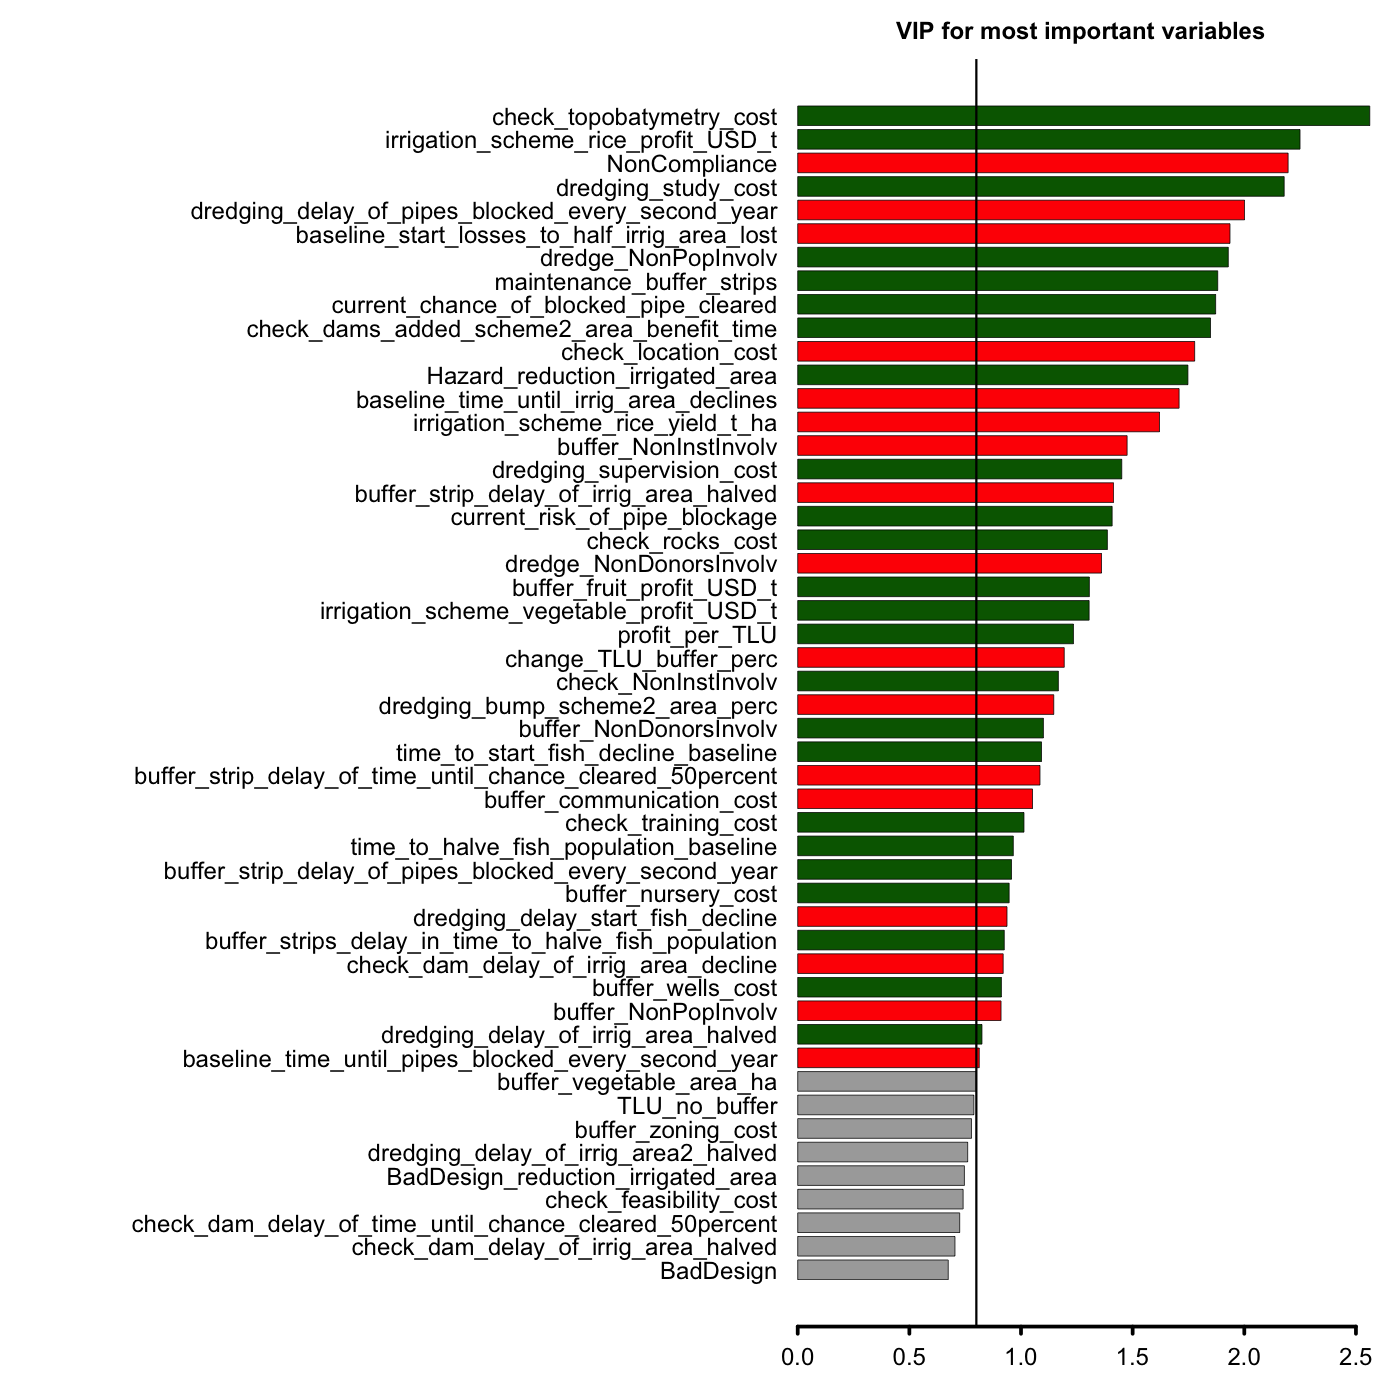 VIP for most important variables
check_topobatymetry_cost
irrigation_scheme_rice_profit_USD_t
NonCompliance
dredging_study_cost
dredging_delay_of_pipes_blocked_every_second_year
baseline_start_losses_to_half_irrig_area_lost
dredge_NonPopInvolv
maintenance_buffer_strips
current_chance_of_blocked_pipe_cleared
check_dams_added_scheme2_area_benefit_time
check_location_cost
Hazard_reduction_irrigated_area
baseline_time_until_irrig_area_declines
irrigation_scheme_rice_yield_t_ha
buffer_NonInstInvolv
dredging_supervision_cost
buffer_strip_delay_of_irrig_area_halved
current_risk_of_pipe_blockage
check_rocks_cost
dredge_NonDonorsInvolv
buffer_fruit_profit_USD_t
irrigation_scheme_vegetable_profit_USD_t
profit_per_TLU
change_TLU_buffer_perc
check_NonInstInvolv
dredging_bump_scheme2_area_perc
buffer_NonDonorsInvolv
time_to_start_fish_decline_baseline
buffer_strip_delay_of_time_until_chance_cleared_50percent
buffer_communication_cost
check_training_cost
time_to_halve_fish_population_baseline
buffer_strip_delay_of_pipes_blocked_every_second_year
buffer_nursery_cost
dredging_delay_start_fish_decline
buffer_strips_delay_in_time_to_halve_fish_population
check_dam_delay_of_irrig_area_decline
buffer_wells_cost
buffer_NonPopInvolv
dredging_delay_of_irrig_area_halved
baseline_time_until_pipes_blocked_every_second_year
buffer_vegetable_area_ha
TLU_no_buffer
buffer_zoning_cost
dredging_delay_of_irrig_area2_halved
BadDesign_reduction_irrigated_area
check_feasibility_cost
check_dam_delay_of_time_until_chance_cleared_50percent
check_dam_delay_of_irrig_area_halved
BadDesign
0.0 0.5 1.0 1.5 2.0 2.5